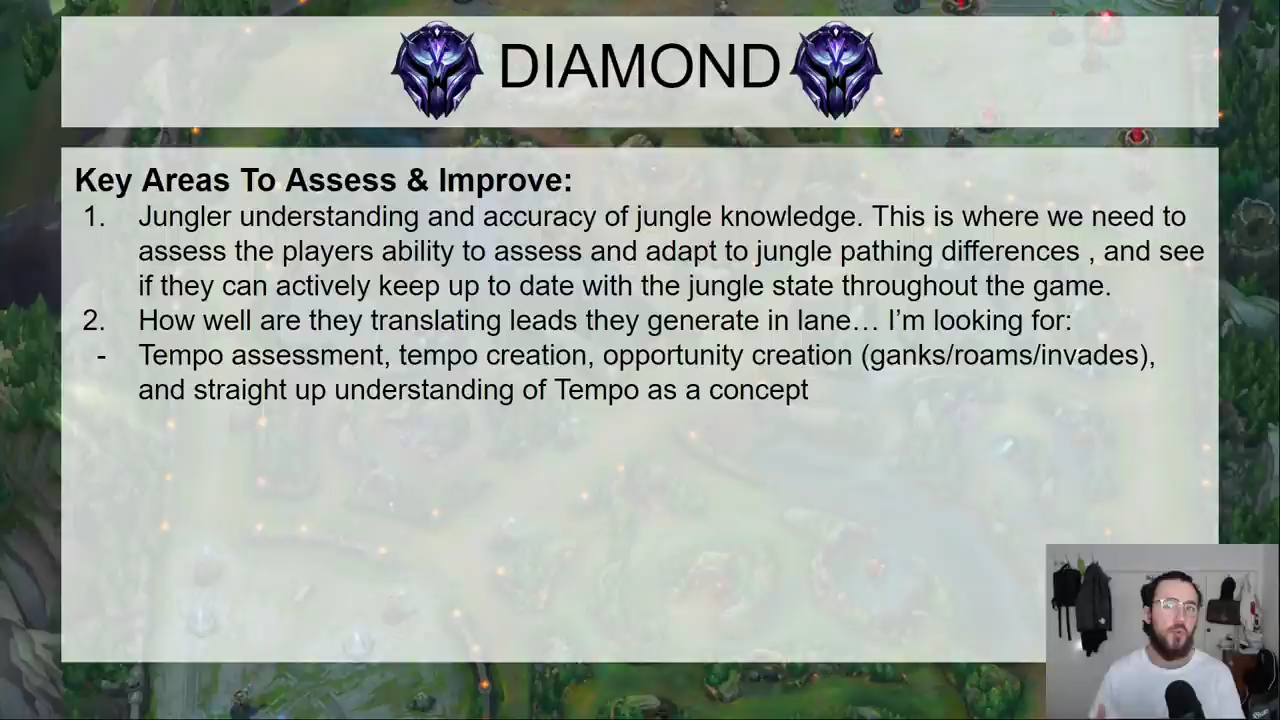 DIAMOND
Key Areas To Assess & Improve:
1. Jungler understanding and accuracy of jungle knowledge. This is where we need to
assess the players ability to assess and adapt to jungle pathing differences , and see
if they can actively keep up to date with the jungle state throughout the game.
2. How well are they translating leads they generate in lane… I’m looking for:
- Tempo assessment, tempo creation, opportunity creation (ganks/roams/invades),
and straight up understanding of Tempo as a concept